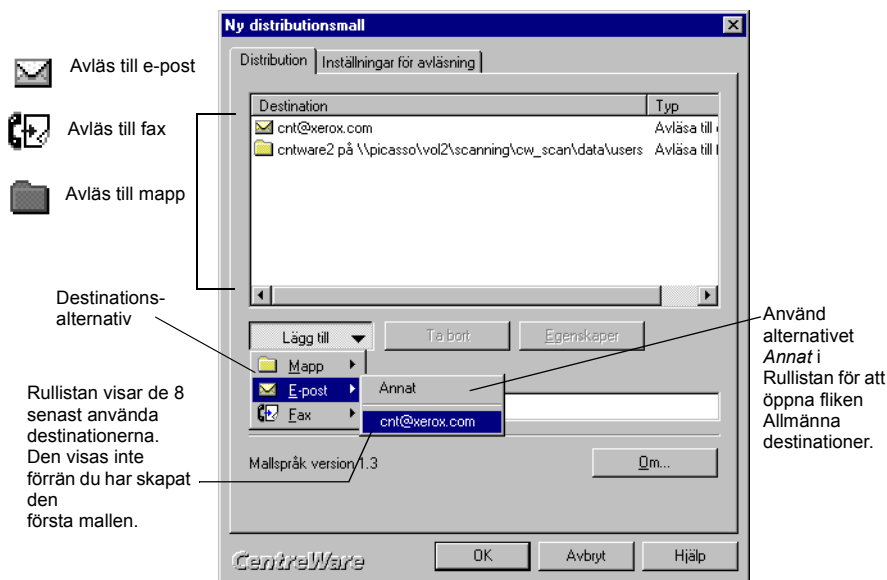 Ny distributionsmall
Distribution
Inställningar för avläsning
Avläs till e-post
Avläs till fax
Avläs till mapp
Destination
Typ
cnt@xerox.com
Avläsa till
cntware2 på \\picasso\vol2\scanning\cw_scan\data\users
Avläsa till
Destinations-
alternativ
Lägg till
Ta bort
Egenskaper
Mapp
E-post
Fax
Annat
cnt@xerox.com
Rullistan visar de 8
senast använda
destinationerna.
Den visas inte
förrän du har skapat
den
första mallen.
Använd
alternativet
Annat i
Rullistan för att
öppna fliken
Allmänna
destinationer.
Mallspråk version 1.3
Om...
CentreWare
OK
Avbryt
Hjälp